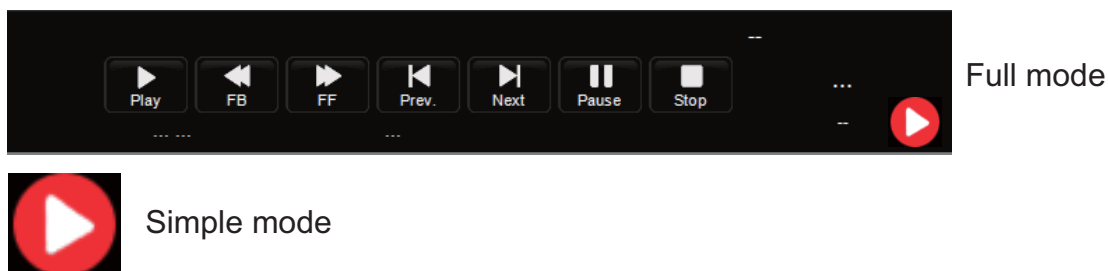 --
Full mode
Play FB FF Prev. Next Pause Stop
...
--
--- --- ---
Simple mode